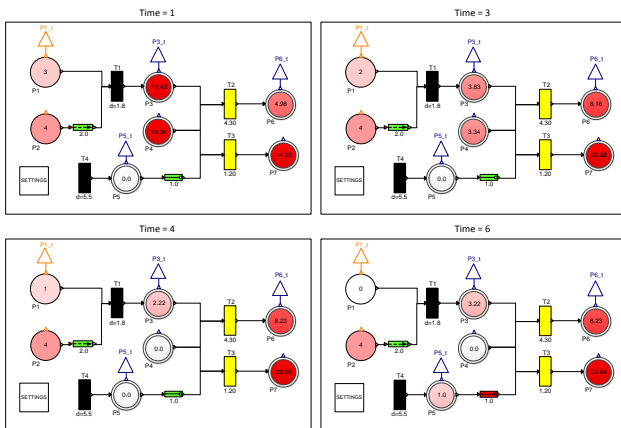 Time = 1
P1_t
P3_t
P6_t
3
P1
T1
d=1.8
11.43
P3
T2
4.30
4.98
P6
4
P2
2.0
14.34
P4
T3
1.20
14.23
P7
P5_t
SETTINGS
T4
d=5.5
0.0
P5
1.0
Time = 3
P1_t
P3_t
P6_t
2
P1
T1
d=1.8
3.83
P3
T2
4.30
8.16
P6
4
P2
2.0
3.34
P4
T3
1.20
P7
P5_t
SETTINGS
T4
d=5.5
0.0
P5
1.0
Time = 4
P1_t
P3_t
P6_t
1
P1
T1
d=1.8
2.22
P3
T2
4.30
8.23
P6
4
P2
2.0
0.0
P4
T3
1.20
29.94
P7
P5_t
SETTINGS
T4
d=5.5
0.0
P5
1.0
Time = 6
P1_t
P3_t
P6_t
0
P1
T1
d=1.8
3.22
P3
T2
4.30
8.23
P6
4
P2
2.0
0.0
P4
T3
1.20
29.94
P7
P5_t
SETTINGS
T4
d=5.5
1.0
P5
1.0